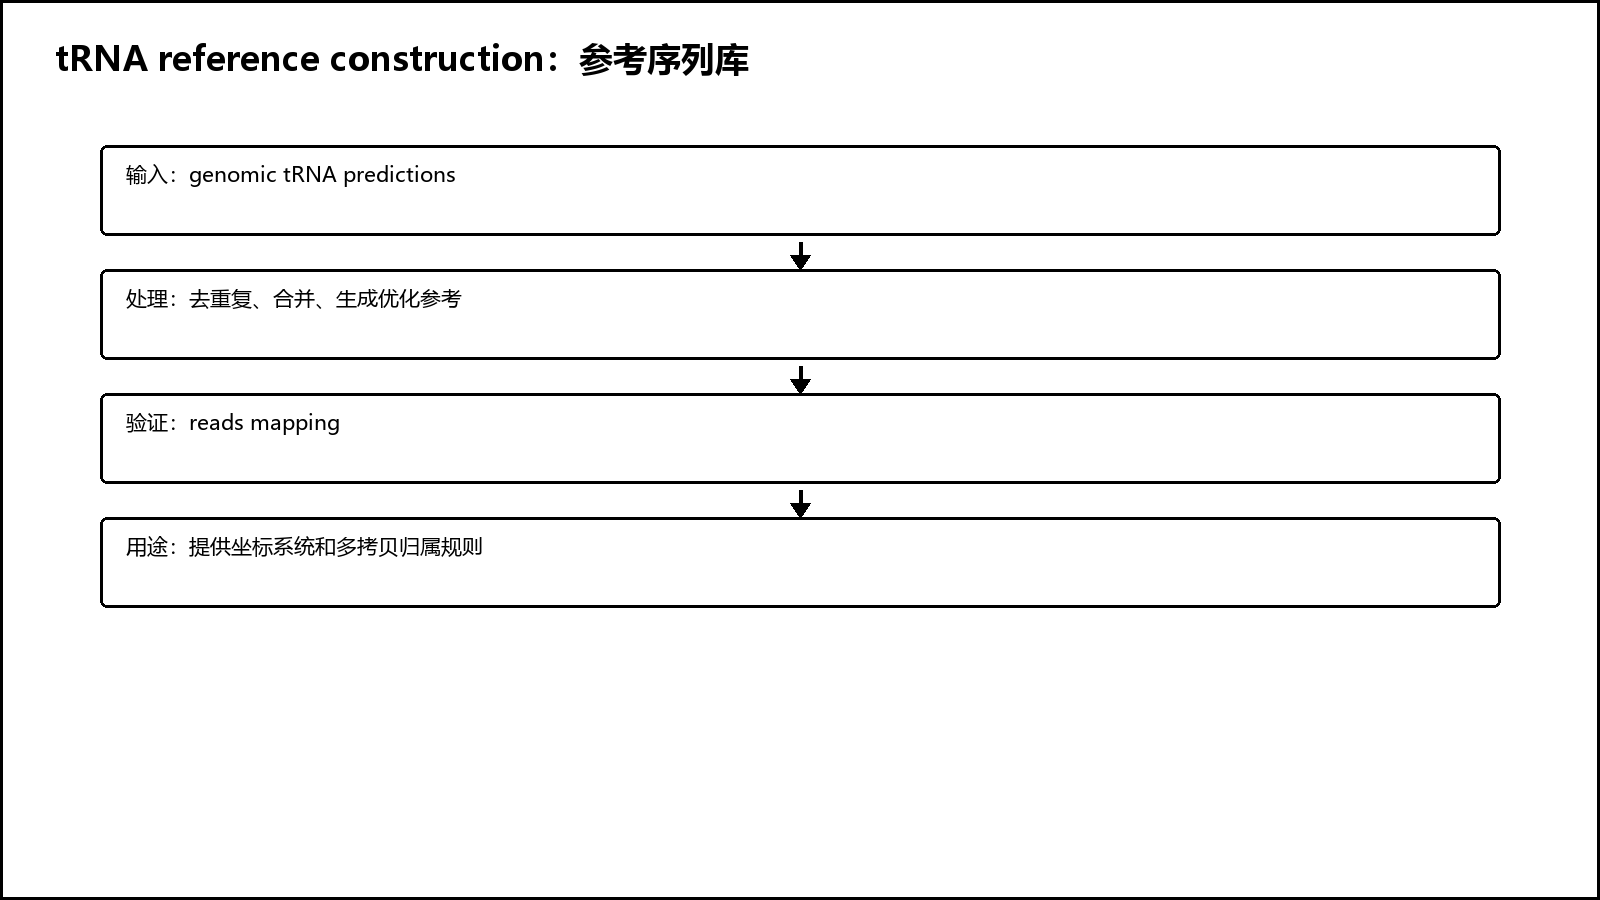 tRNA reference construction：参考序列库
输入：genomic tRNA predictions
处理：去重复、合并、生成优化参考
验证：reads mapping
用途：提供坐标系统和多拷贝归属规则